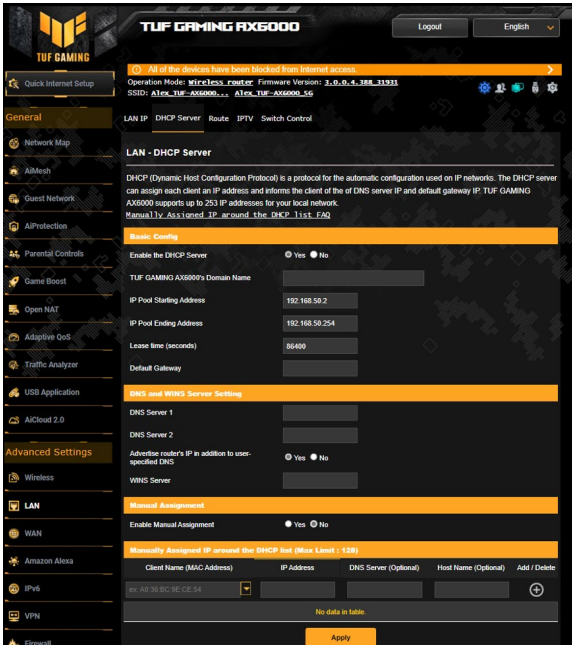 TUF GAMING
TUF GAMING AX6000
Logout
English
All of the devices have been blocked from Internet access.
Quick Internet Setup
Operation Mode: Wireless router Firmware Version: 3.0.0.4.388_31931
SSID: Alex_TUF-AX6000... Alex_TUF-AX6000_5G
General
Network Map
AiMesh
Guest Network
AiProtection
Parental Controls
Game Boost
Open NAT
Adaptive QoS
Traffic Analyzer
USB Application
AiCloud 2.0
Advanced Settings
Wireless
LAN
WAN
Amazon Alexa
IPv6
VPN
Firewall
LAN IP DHCP Server Route IPTV Switch Control
LAN - DHCP Server
DHCP (Dynamic Host Configuration Protocol) is a protocol for the automatic configuration used on IP networks. The DHCP server
can assign each client an IP address and informs the client of the of DNS server IP and default gateway IP. TUF GAMING
AX6000 supports up to 253 IP addresses for your local network.
Manually Assigned IP around the DHCP list FAQ
Basic Config
Enable the DHCP Server Yes No
TUF GAMING AX6000's Domain Name
IP Pool Starting Address 192.168.50.2
IP Pool Ending Address 192.168.50.254
Lease time (seconds) 86400
Default Gateway
DNS and WINS Server Setting
DNS Server 1
DNS Server 2
Advertise router's IP in addition to user-
specified DNS Yes No
WINS Server
Manual Assignment
Enable Manual Assignment Yes No
Manually Assigned IP around the DHCP list (Max Limit : 128)
Client Name (MAC Address) IP Address DNS Server (Optional) Host Name (Optional) Add / Delete
ex: A0:36:BC:9E:CE:54
No data in table.
Apply